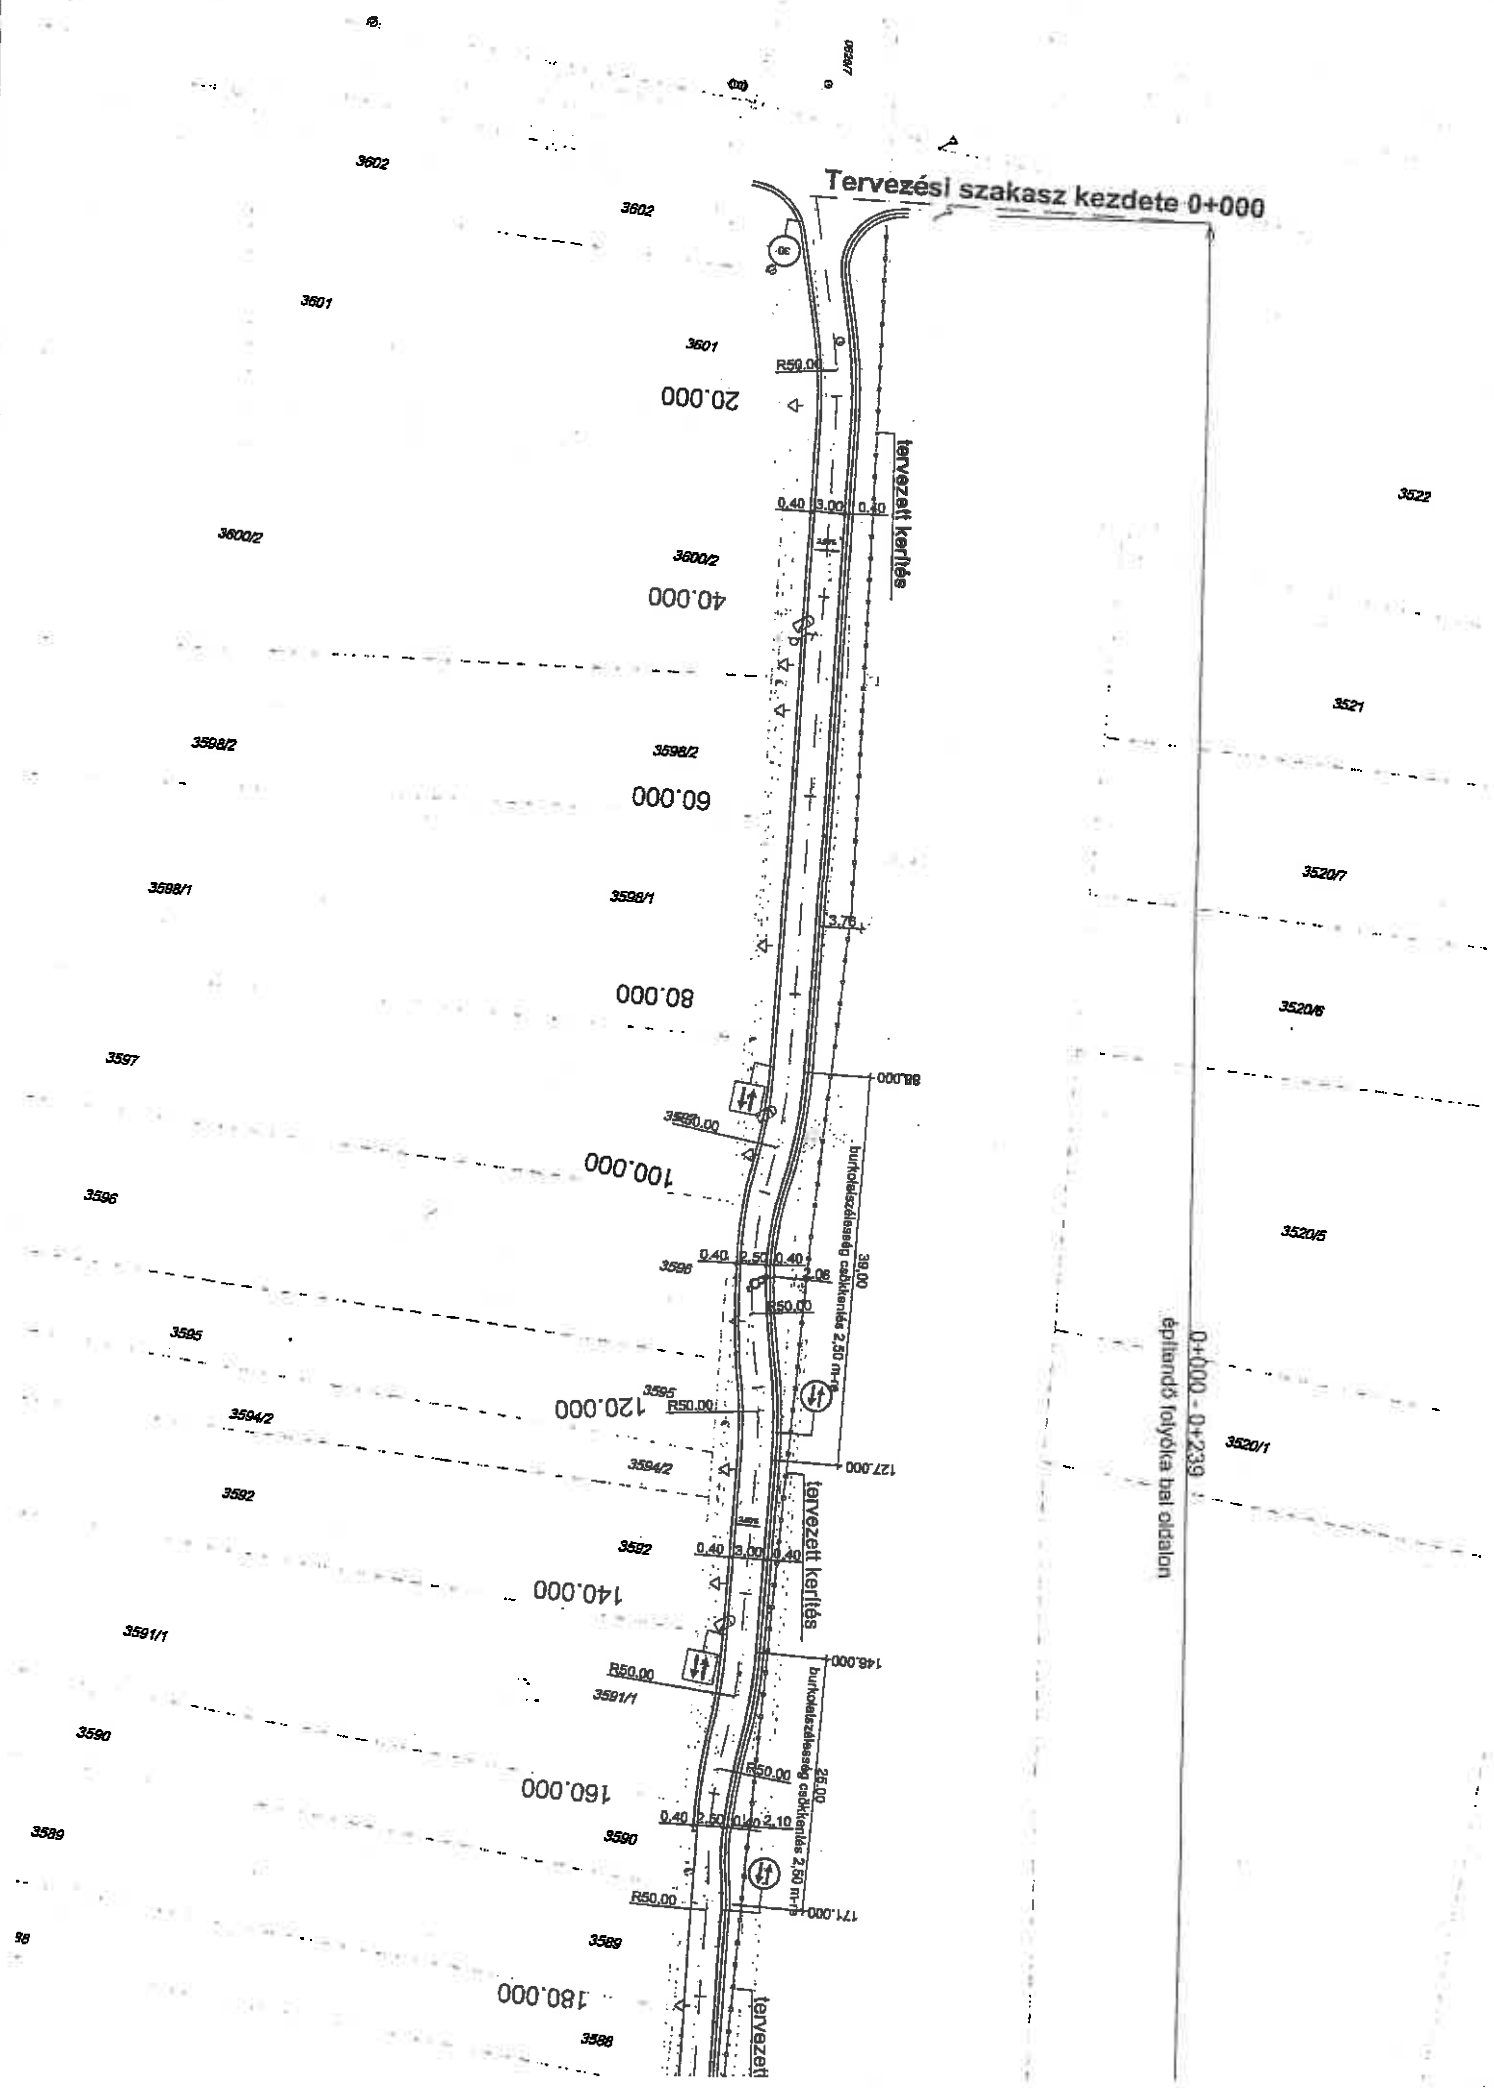 3602
3602
Tervezési szakasz kezdete 0+000
30
3601
3601
R50.00
20.000
tervezett kerítés
3522
0.40 3.00 0.40
3600/2
3600/2
40.000
3521
3598/2
3598/2
60.000
3520/7
3598/1
3598/1
3.76
80.000
3520/6
3597
88.000
100.000
burkolatszélesség csökkentés 2,50 m-re
39.00
3596
3520/5
0.40 2.50 0.40
3596
2.06
R50.00
0+000 - 0+239
építendő folyóka bal oldalon
3595
3595
120.000
R50.00
3594/2
3520/1
3594/2
127.000
tervezett kerítés
3592
3592
0.40 3.00 0.40
140.000
3591/1
146.000
R50.00
3591/1
burkolatszélesség csökkentés 2,50 m-ra
25.00
3590
R50.00
160.000
0.40 2.50 0.40 2.10
3589
3590
R50.00
171.000
3589
180.000
tervezett
3588